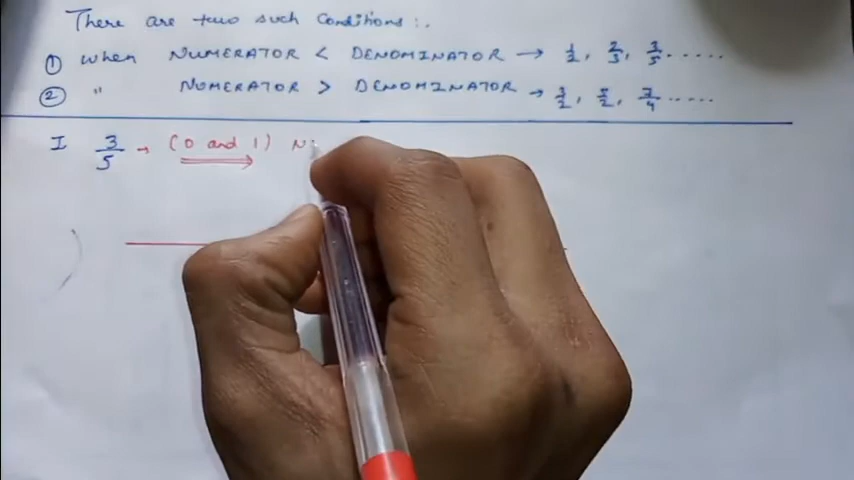 There are two such Conditions:.
① When NUMERATOR < DENOMINATOR → 1/2, 2/3, 3/5.....
② " NUMERATOR > DENOMINATOR → 3/2, 5/2, 7/4.....
I 3/5 → (0 and 1) N